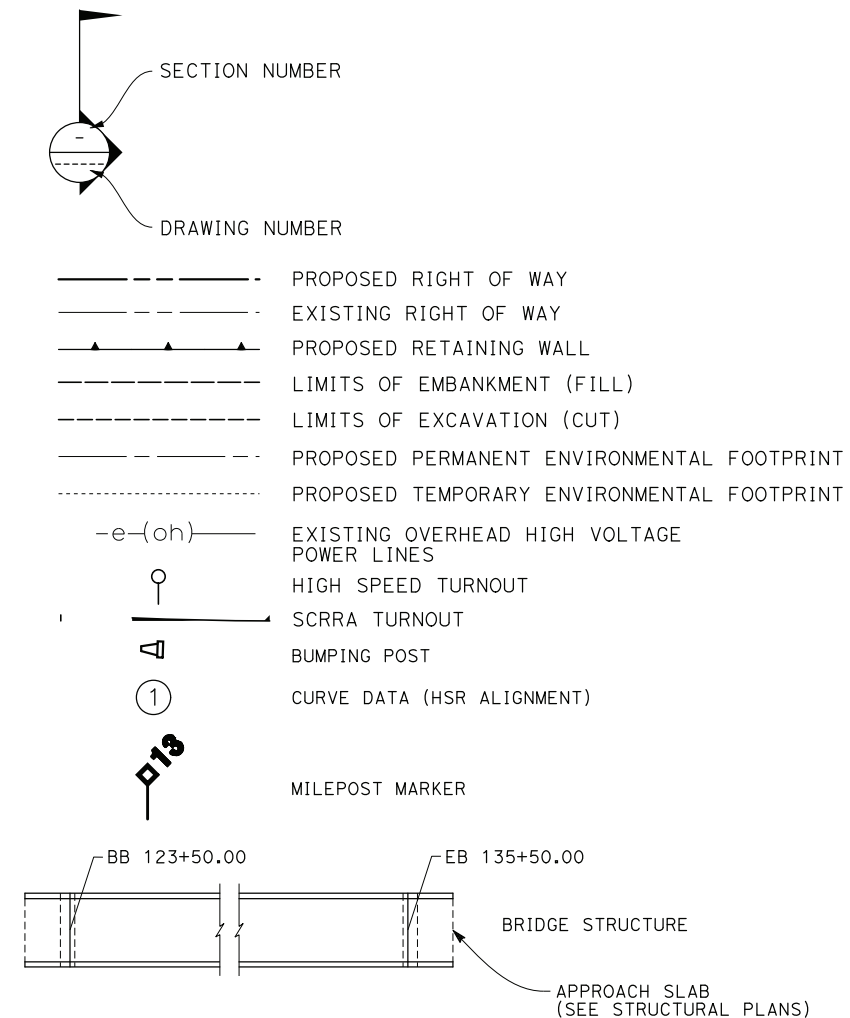 SECTION NUMBER
-
DRAWING NUMBER
PROPOSED RIGHT OF WAY
EXISTING RIGHT OF WAY
PROPOSED RETAINING WALL
LIMITS OF EMBANKMENT (FILL)
LIMITS OF EXCAVATION (CUT)
PROPOSED PERMANENT ENVIRONMENTAL FOOTPRINT
PROPOSED TEMPORARY ENVIRONMENTAL FOOTPRINT
e (oh) EXISTING OVERHEAD HIGH VOLTAGE
POWER LINES
HIGH SPEED TURNOUT
SCRRA TURNOUT
BUMPING POST
1 CURVE DATA (HSR ALIGNMENT)
13
MILEPOST MARKER
BB 123+50.00 EB 135+50.00
BRIDGE STRUCTURE
APPROACH SLAB
(SEE STRUCTURAL PLANS)